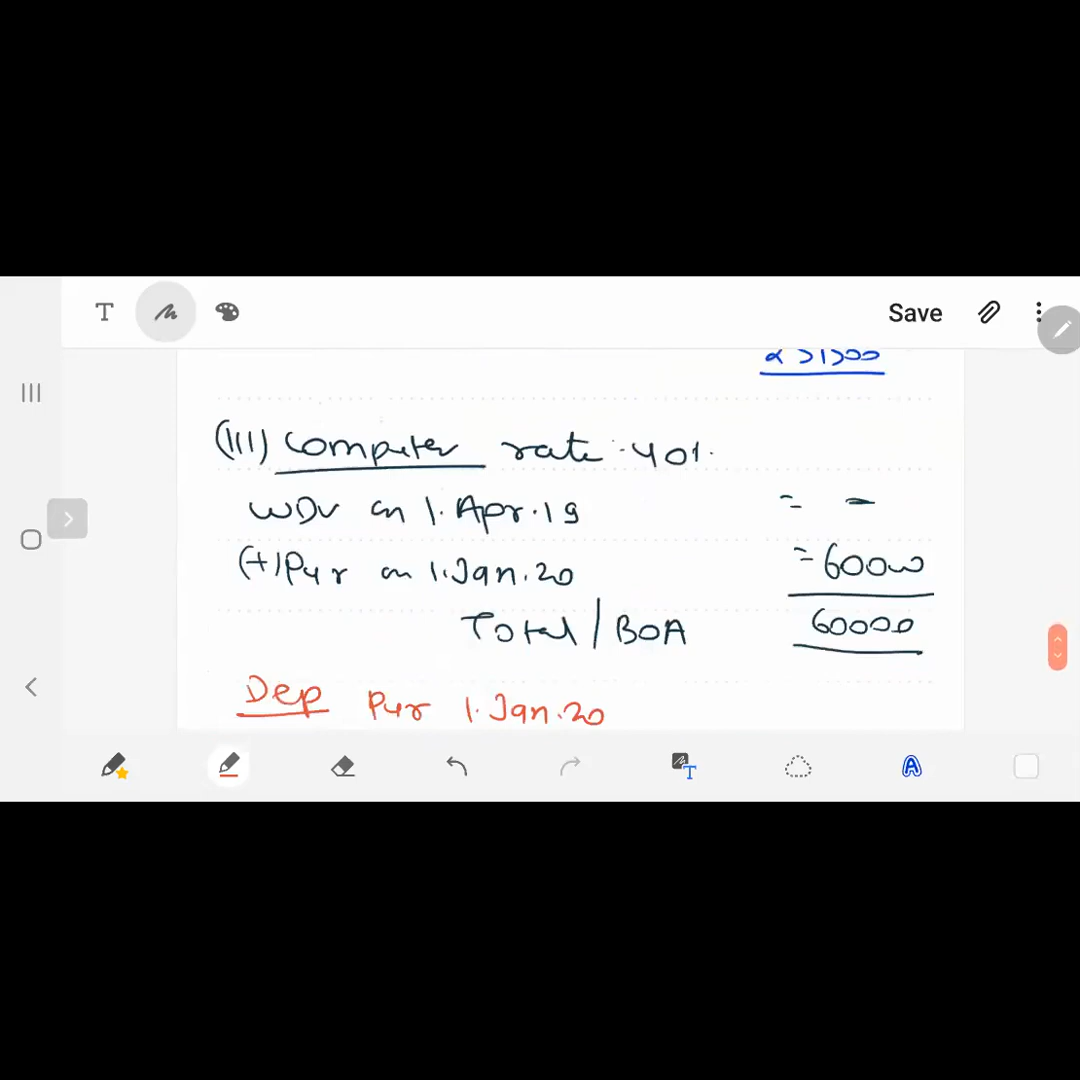 T
Save
(III) Computer rate 40%
WDV on 1. Apr. 19 = -
(+) Pur on 1. Jan. 20 = 60000
Total / BOA 60000
Dep Pur 1. Jan. 20
T
A